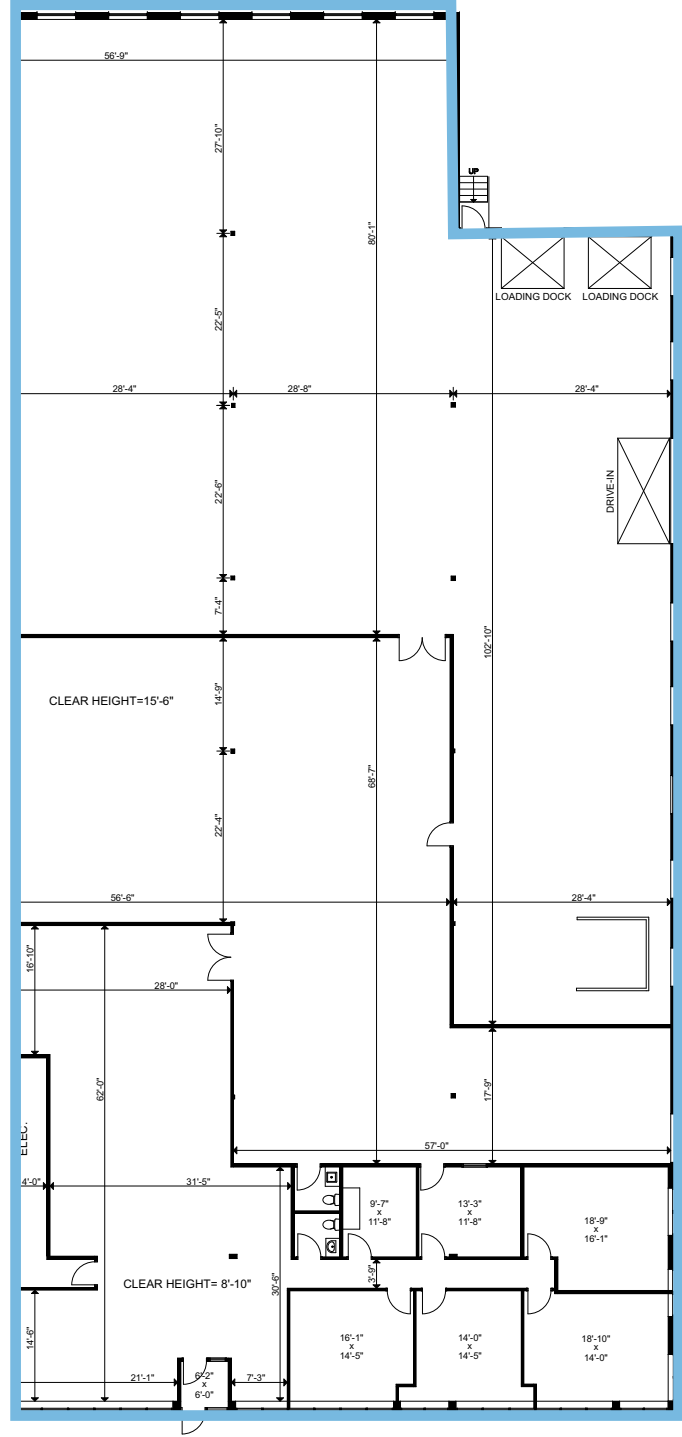 56'-9"
27'-10"
80'-1"
UP
22'-5"
LOADING DOCK
LOADING DOCK
28'-4"
28'-8"
28'-4"
22'-6"
DRIVE-IN
7'-4"
102'-10"
14'-9"
CLEAR HEIGHT=15'-6"
68'-7"
22'-4"
56'-6"
28'-4"
16'-10"
28'-0"
62'-0"
17'-9"
ELEC.
57'-0"
4'-0"
31'-5"
9'-7"
x
11'-8"
13'-3"
x
11'-8"
18'-9"
x
16'-1"
3'-9"
CLEAR HEIGHT= 8'-10"
30'-6"
14'-6"
16'-1"
x
14'-5"
14'-0"
x
14'-5"
18'-10"
x
14'-0"
21'-1"
6'-2"
x
6'-0"
7'-3"